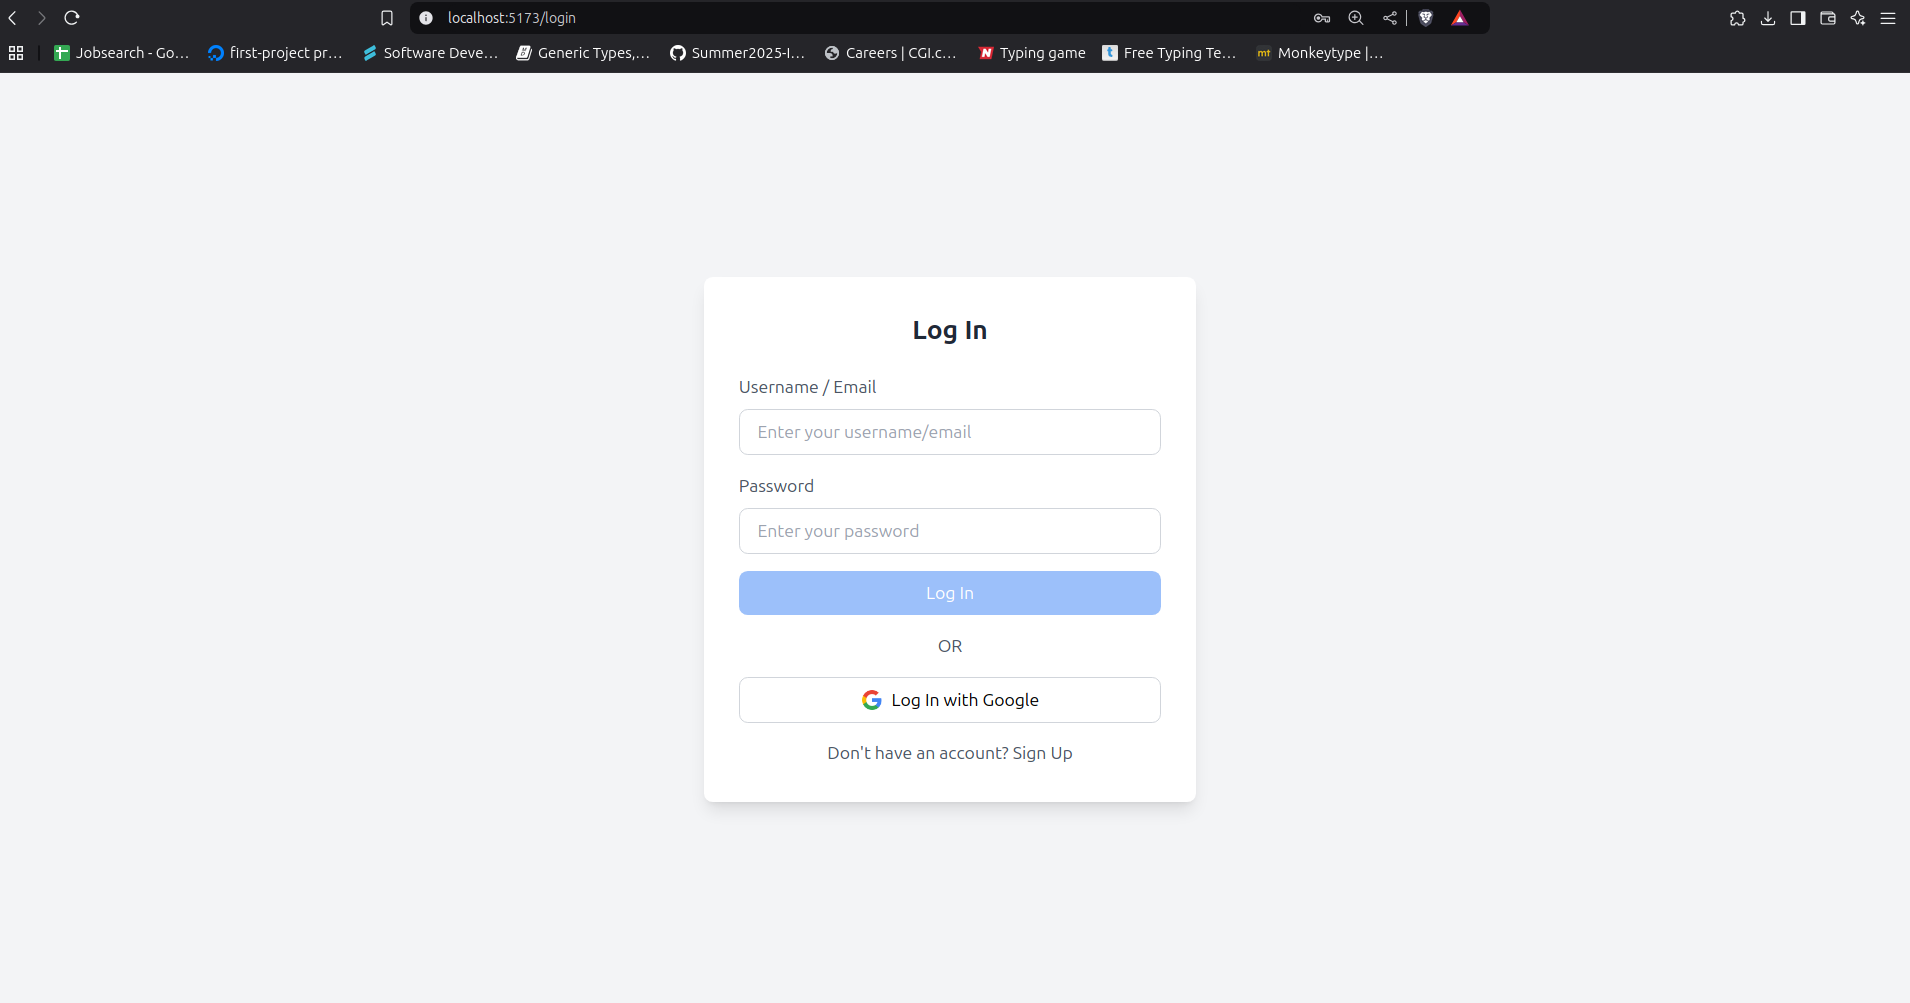 localhost:5173/login
Jobsearch - Go... first-project pr... Software Deve... Generic Types,... Summer2025-I... Careers | CGI.c... Typing game Free Typing Te... Monkeytype |...
Log In
Username / Email
Enter your username/email
Password
Enter your password
Log In
OR
Log In with Google
Don't have an account? Sign Up